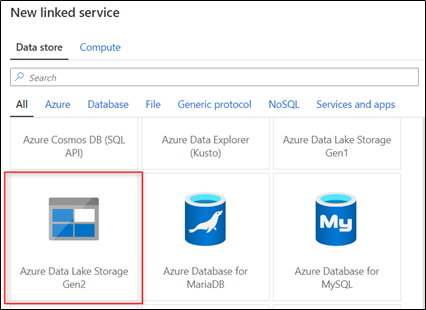 New linked service
Data store Compute
Search
All Azure Database File Generic protocol NoSQL Services and apps
Azure Cosmos DB (SQL
API)
Azure Data Explorer
(Kusto)
Azure Data Lake Storage
Gen1
My
Azure Data Lake Storage
Gen2
Azure Database for
MariaDB
Azure Database for
MySQL